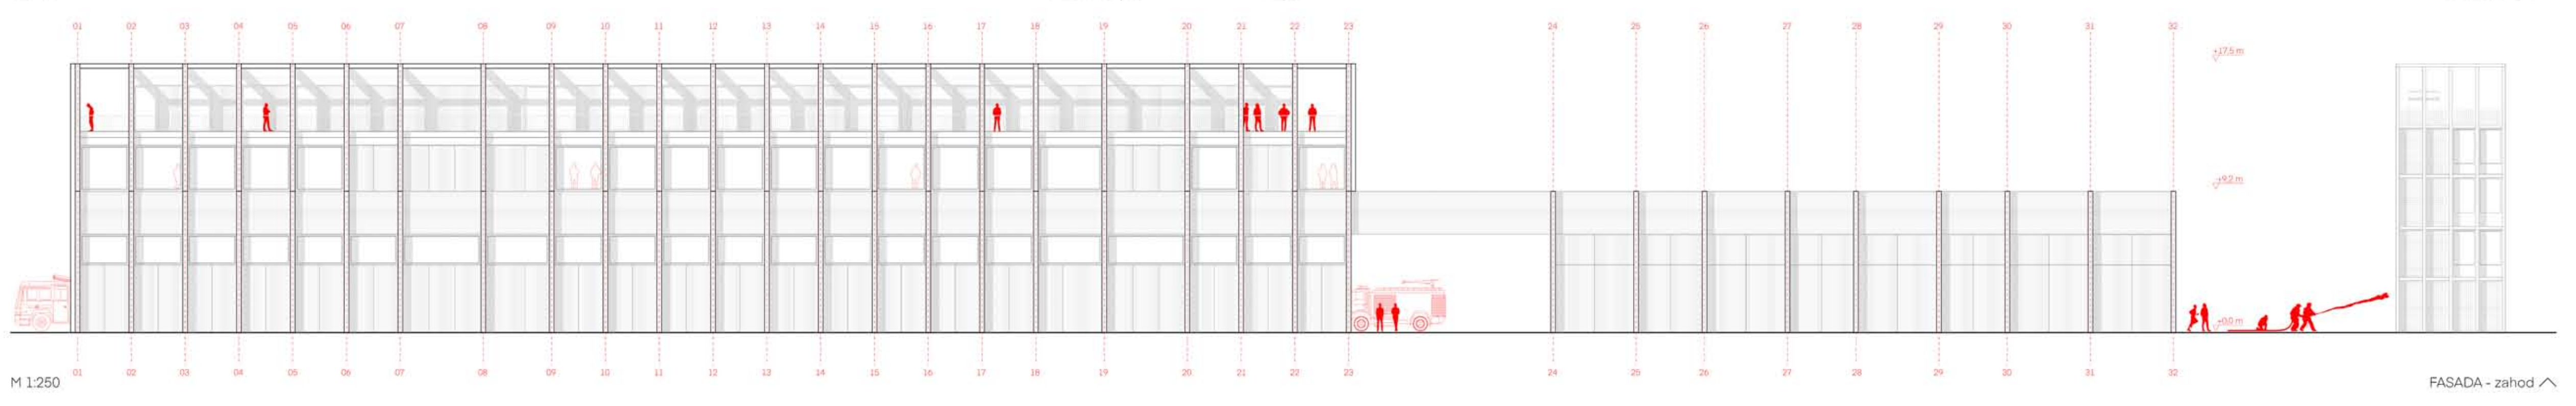 01 02 03 04 05 06 07 08 09 10 11 12 13 14 15 16 17 18 19 20 21 22 23 24 25 26 27 28 29 30 31 32
+17,5 m
+9,2 m
+0,0 m
01 02 03 04 05 06 07 08 09 10 11 12 13 14 15 16 17 18 19 20 21 22 23 24 25 26 27 28 29 30 31 32
M 1:250
FASADA - zahod